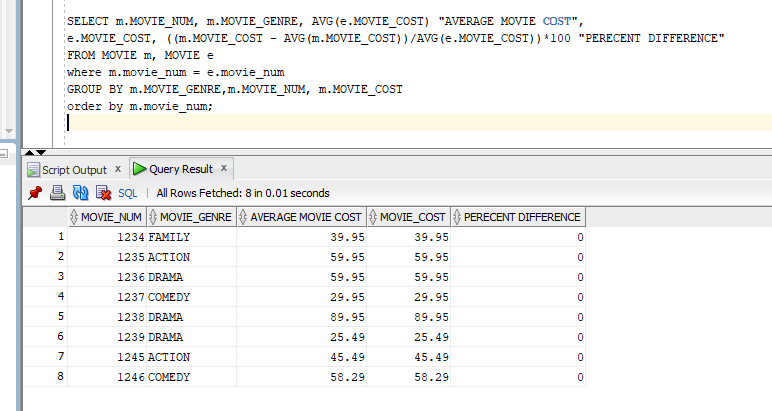 SELECT m.MOVIE_NUM, m.MOVIE_GENRE, AVG(e.MOVIE_COST) "AVERAGE MOVIE COST",
e.MOVIE_COST, ((m.MOVIE_COST - AVG(m.MOVIE_COST))/AVG(e.MOVIE_COST))*100 "PERECENT DIFFERENCE"
FROM MOVIE m, MOVIE e
where m.movie_num = e.movie_num
GROUP BY m.MOVIE_GENRE,m.MOVIE_NUM, m.MOVIE_COST
order by m.movie_num;
Script Output x Query Result x
SQL | All Rows Fetched: 8 in 0.01 seconds
MOVIE_NUM MOVIE_GENRE AVERAGE MOVIE COST MOVIE_COST PERECENT DIFFERENCE
1 1234 FAMILY 39.95 39.95 0
2 1235 ACTION 59.95 59.95 0
3 1236 DRAMA 59.95 59.95 0
4 1237 COMEDY 29.95 29.95 0
5 1238 DRAMA 89.95 89.95 0
6 1239 DRAMA 25.49 25.49 0
7 1245 ACTION 45.49 45.49 0
8 1246 COMEDY 58.29 58.29 0